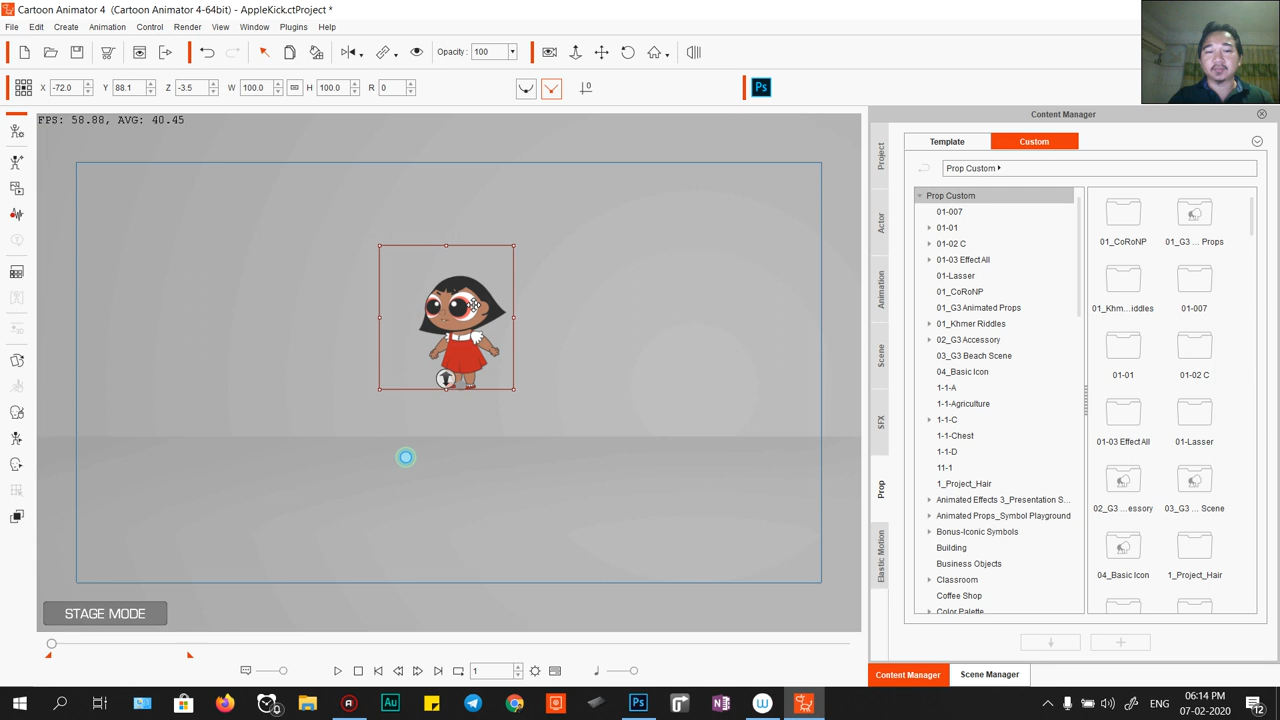 Cartoon Animator 4  (Cartoon Animator 4-64bit) - AppleKick.ctProject *
File Edit Create Animation Control Render View Window Plugins Help
Opacity : 100
X -72.0 Y 88.1 Z -3.5 W 100.0 H 100.0 R 0
Ps
FPS: 58.88, AVG: 40.45
STAGE MODE
1
Content Manager
Template Custom
Prop Custom
Project
Actor
Animation
Scene
SFX
Prop
Elastic Motion
Prop Custom
01-007
01-01
01-02 C
01-03 Effect All
01-Lasser
01_CoRoNP
01_G3 Animated Props
01_Khmer Riddles
02_G3 Accessory
03_G3 Beach Scene
04_Basic Icon
1-1-A
1-1-Agriculture
1-1-C
1-1-Chest
1-1-D
11-1
1_Project_Hair
Animated Effects 3_Presentation S...
Animated Props_Symbol Playground
Bonus-Iconic Symbols
Building
Business Objects
Classroom
Coffee Shop
Color Palette
01_CoRoNP 01_G3 ... Props
01_Khm...iddles 01-007
01-01 01-02 C
01-03 Effect All 01-Lasser
02_G3 ...essory 03_G3 ... Scene
04_Basic Icon 1_Project_Hair
Content Manager Scene Manager
Au Ps N W
ENG
06:14 PM
07-02-2020
12